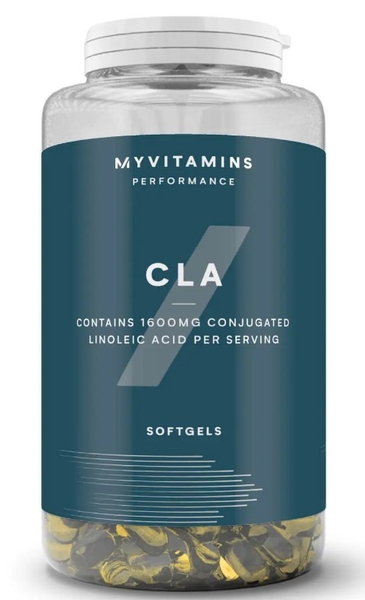 MYVITAMINS
PERFORMANCE
CLA
CONTAINS 1600MG CONJUGATED
LINOLEIC ACID PER SERVING
SOFTGELS